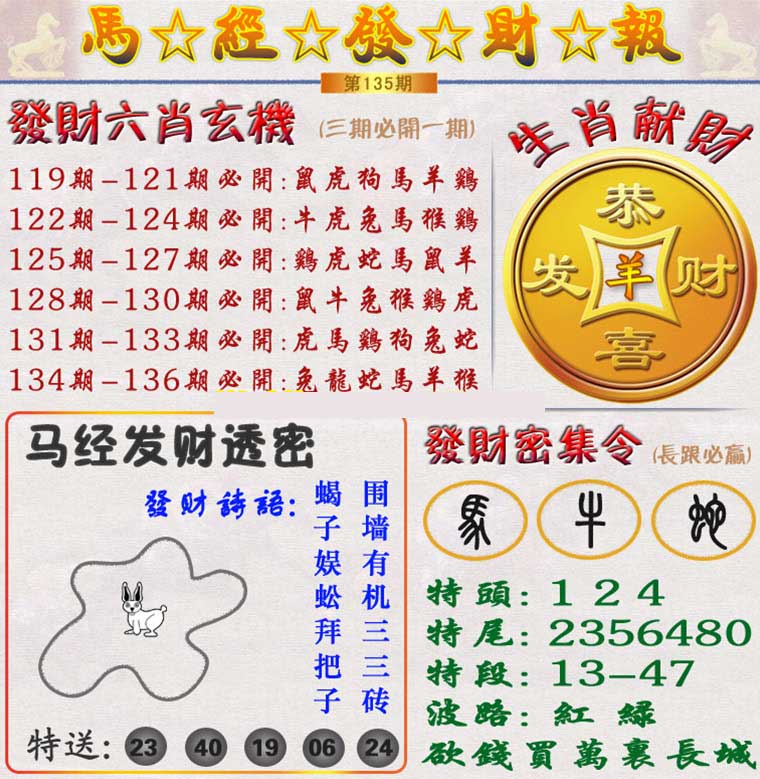 馬☆經☆發☆財☆報
第135期
發財六肖玄機 (三期必開一期)
119期-121期必開:鼠虎狗馬羊鷄
122期-124期必開:牛虎兔馬猴鷄
125期-127期必開:鷄虎蛇馬鼠羊
128期-130期必開:鼠牛兔猴鷄虎
131期-133期必開:虎馬鷄狗兔蛇
134期-136期必開:兔龍蛇馬羊猴
生肖献财
恭
发 羊 财
喜
马经发财透密
發财诗語:
围墙有机三三砖
蝎子娱蚣拜把子
特送: 23 40 19 06 24
發財密集令 (長跟必贏)
馬 牛 蛇
特頭: 1 2 4
特尾: 2356480
特段: 13-47
波路: 紅 緑
欲錢買萬裏長城